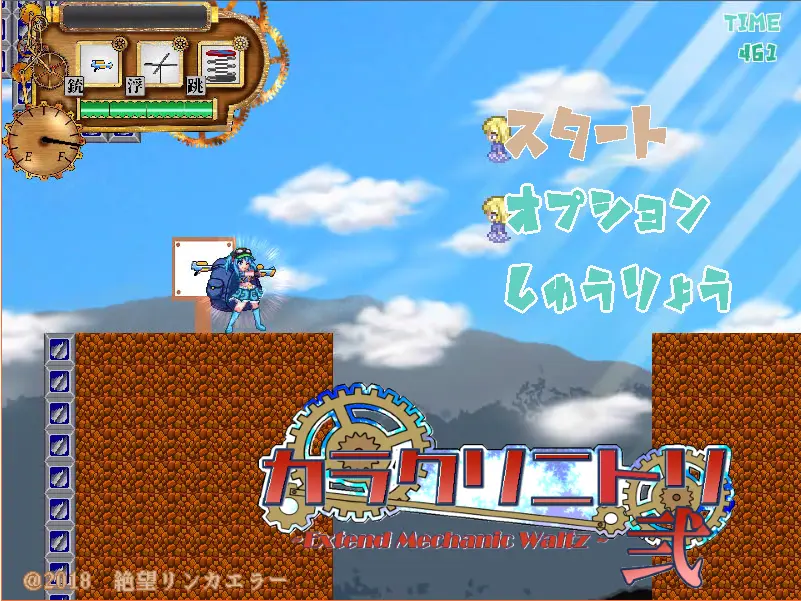 TIME
461
銃 浮 跳
E F
スタート
オプション
しゅうりょう
カラクリニトリ
~Extend Mechanic Waltz~
弐
@2018 絶望リンカエラー